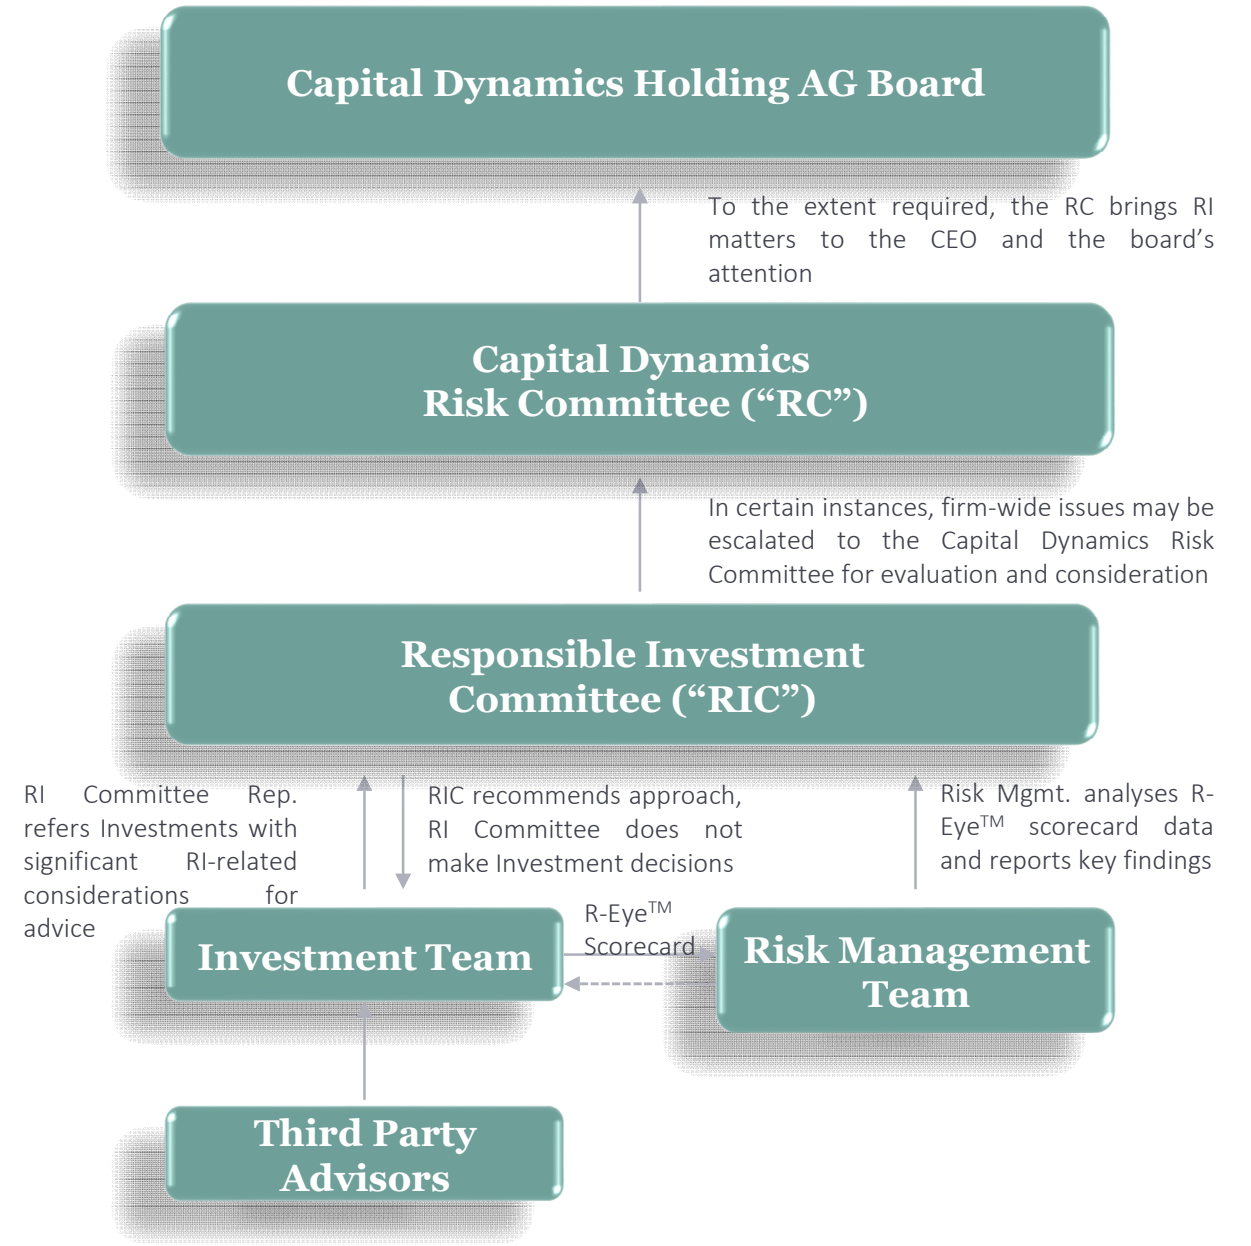 Capital Dynamics Holding AG Board
To the extent required, the RC brings RI
matters to the CEO and the board’s
attention
Capital Dynamics
Risk Committee (“RC”)
In certain instances, firm-wide issues may be
escalated to the Capital Dynamics Risk
Committee for evaluation and consideration
Responsible Investment
Committee (“RIC”)
RI Committee Rep.
refers Investments with
significant RI-related
considerations for
advice
RIC recommends approach,
RI Committee does not
make Investment decisions
Risk Mgmt. analyses R-
Eye™ scorecard data
and reports key findings
R-Eye™
Scorecard
Investment Team
Risk Management
Team
Third Party
Advisors